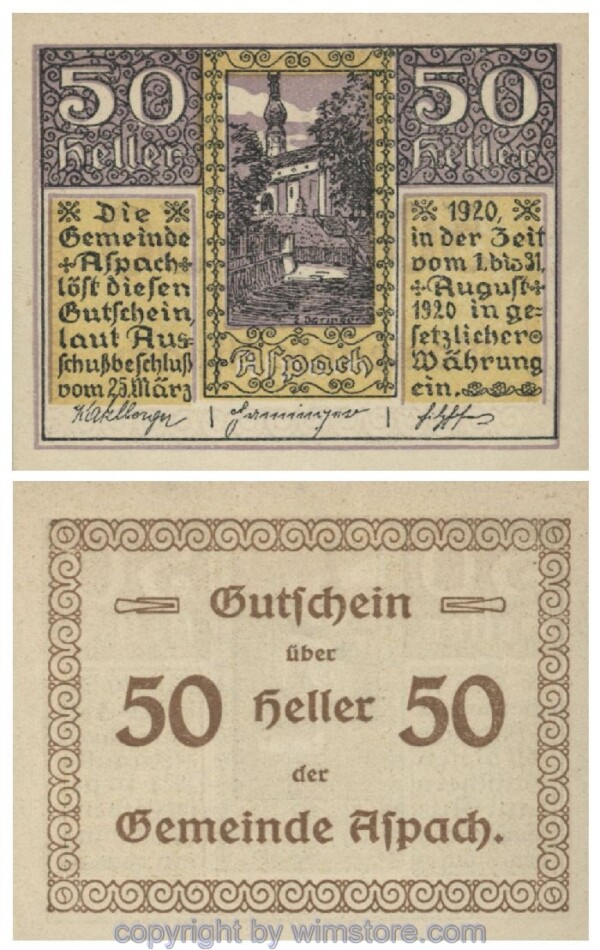 50 Heller
50 Heller
Die
Gemeinde
Aſpach
löſt dieſen
Gutſchein,
laut Aus-
ſchußbeſchluß
vom 25. März
1920,
in der Zeit
vom 1. bis 31.
August
1920 in ge-
ſetzlicher
Währung
ein.
Aſpach
Gutſchein
über
50 Heller 50
der
Gemeinde Aſpach.
copyright by wimstore.com